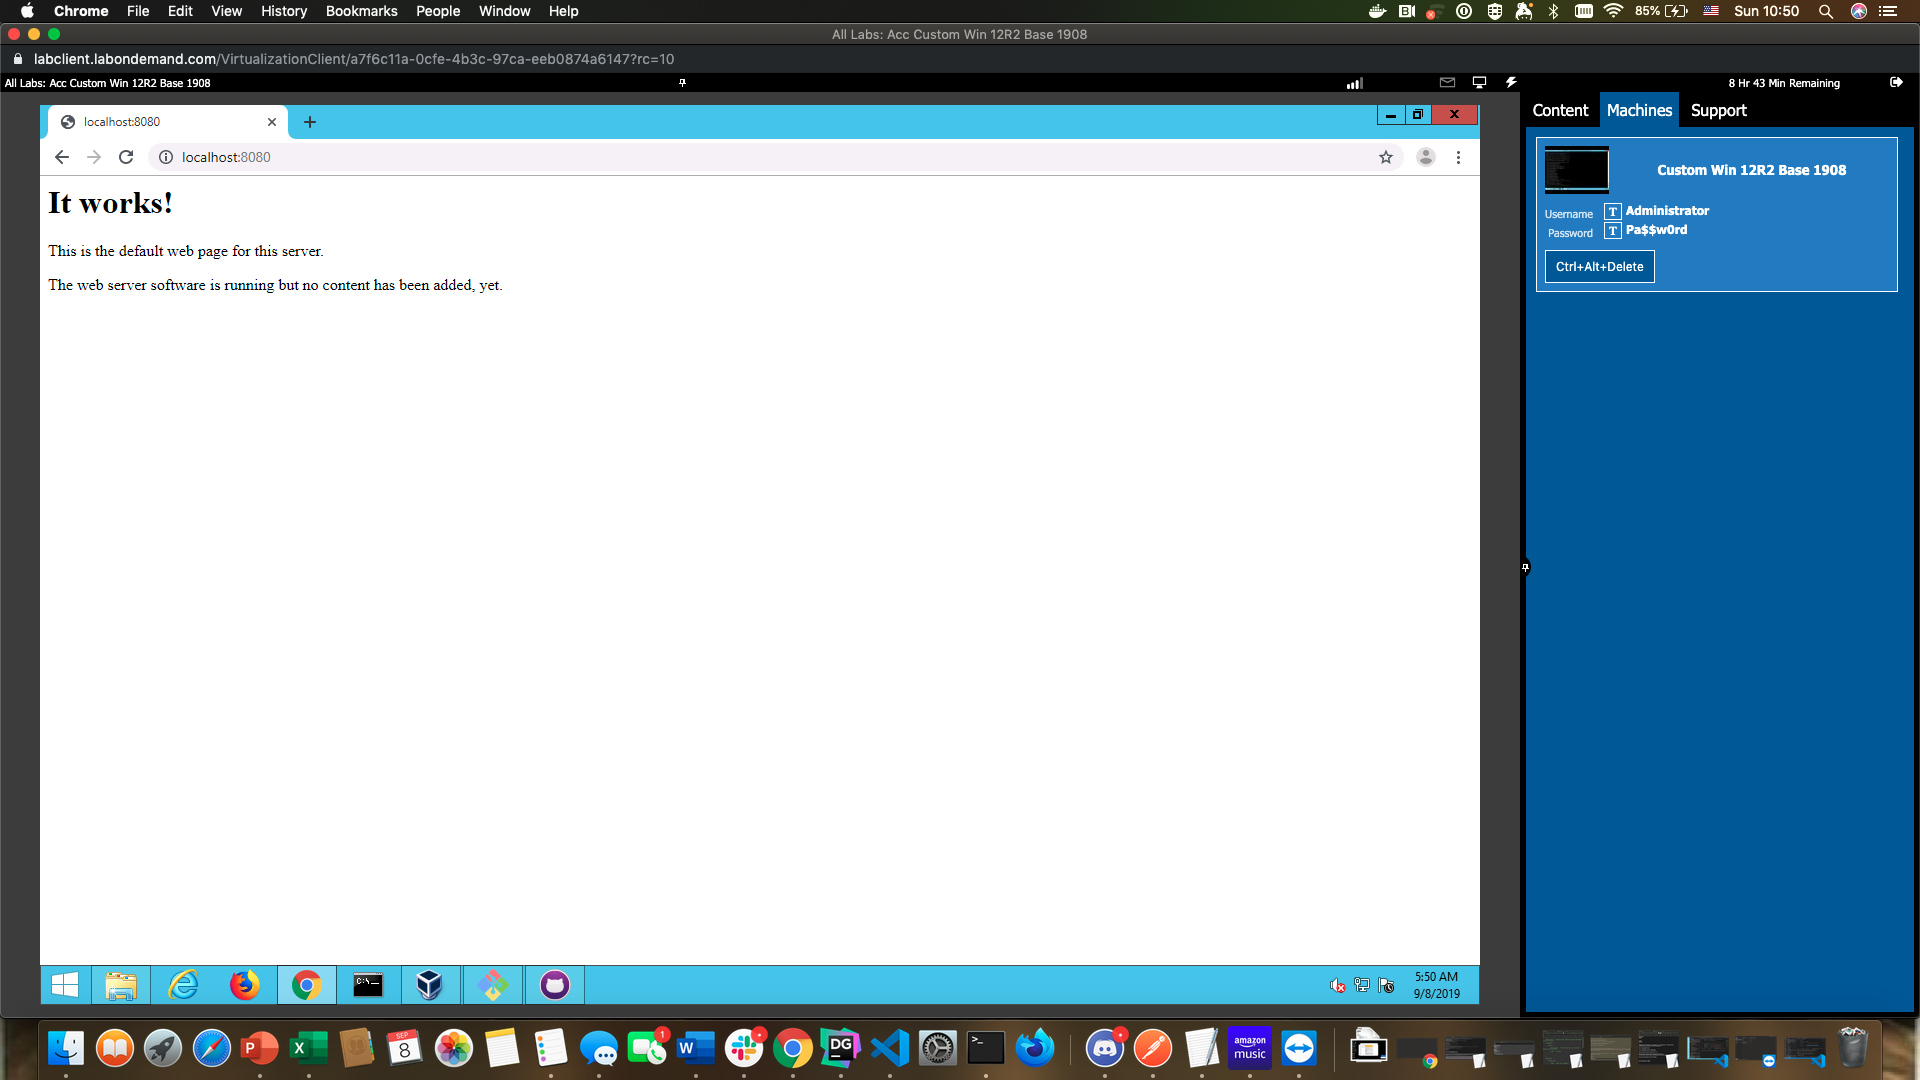 Chrome File Edit View History Bookmarks People Window Help
85% Sun 10:50
All Labs: Acc Custom Win 12R2 Base 1908
labclient.labondemand.com/VirtualizationClient/a7f6c11a-0cfe-4b3c-97ca-eeb0874a6147?rc=10
All Labs: Acc Custom Win 12R2 Base 1908
8 Hr 43 Min Remaining
Content Machines Support
localhost:8080
localhost:8080
It works!
This is the default web page for this server.
The web server software is running but no content has been added, yet.
Custom Win 12R2 Base 1908
Username T Administrator
Password T Pa$$w0rd
Ctrl+Alt+Delete
C:\_
5:50 AM
9/8/2019
SEP
8
P
X
1
W
DG
>_
amazon
music